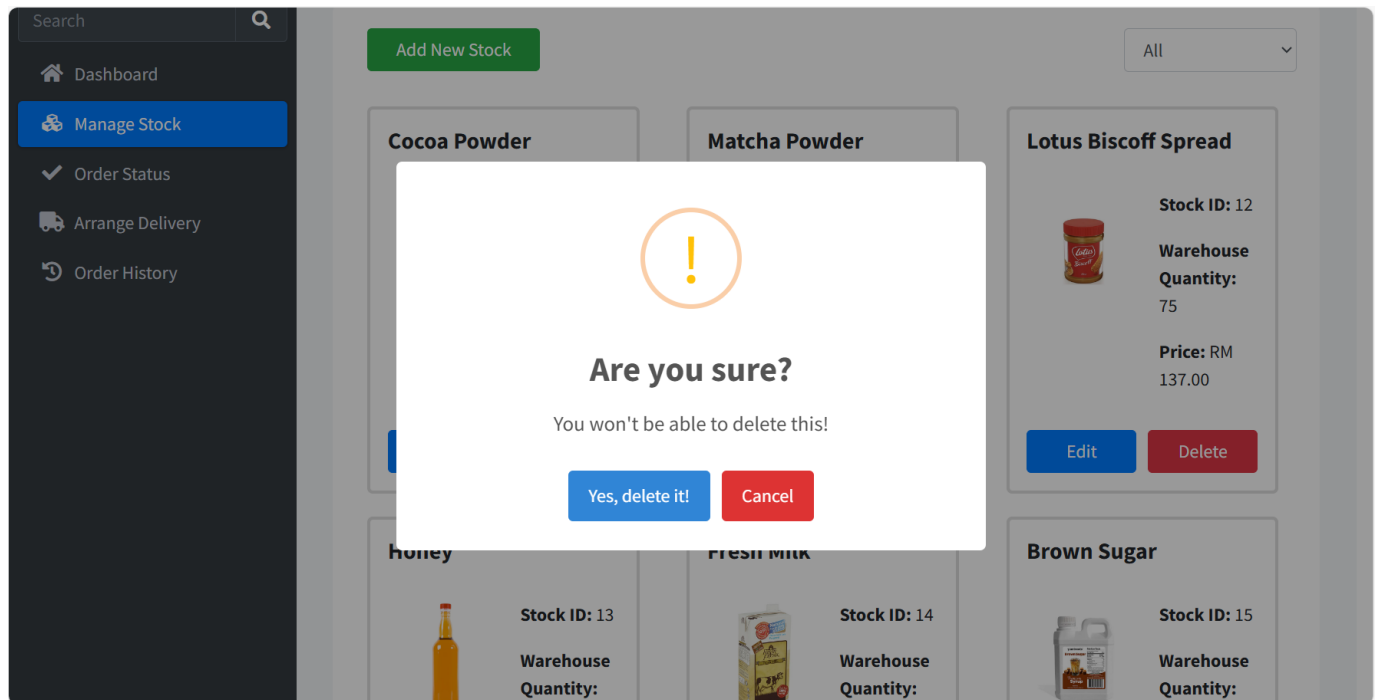 Search
Add New Stock
All
Dashboard
Manage Stock
Order Status
Arrange Delivery
Order History
Cocoa Powder
Matcha Powder
Lotus Biscoff Spread
Stock ID: 12
Warehouse
Quantity:
75
Price: RM
137.00
Edit
Delete
Are you sure?
You won't be able to delete this!
Yes, delete it!
Cancel
Honey
Fresh Milk
Brown Sugar
Stock ID: 13
Warehouse
Quantity:
Stock ID: 14
Warehouse
Quantity:
Stock ID: 15
Warehouse
Quantity: